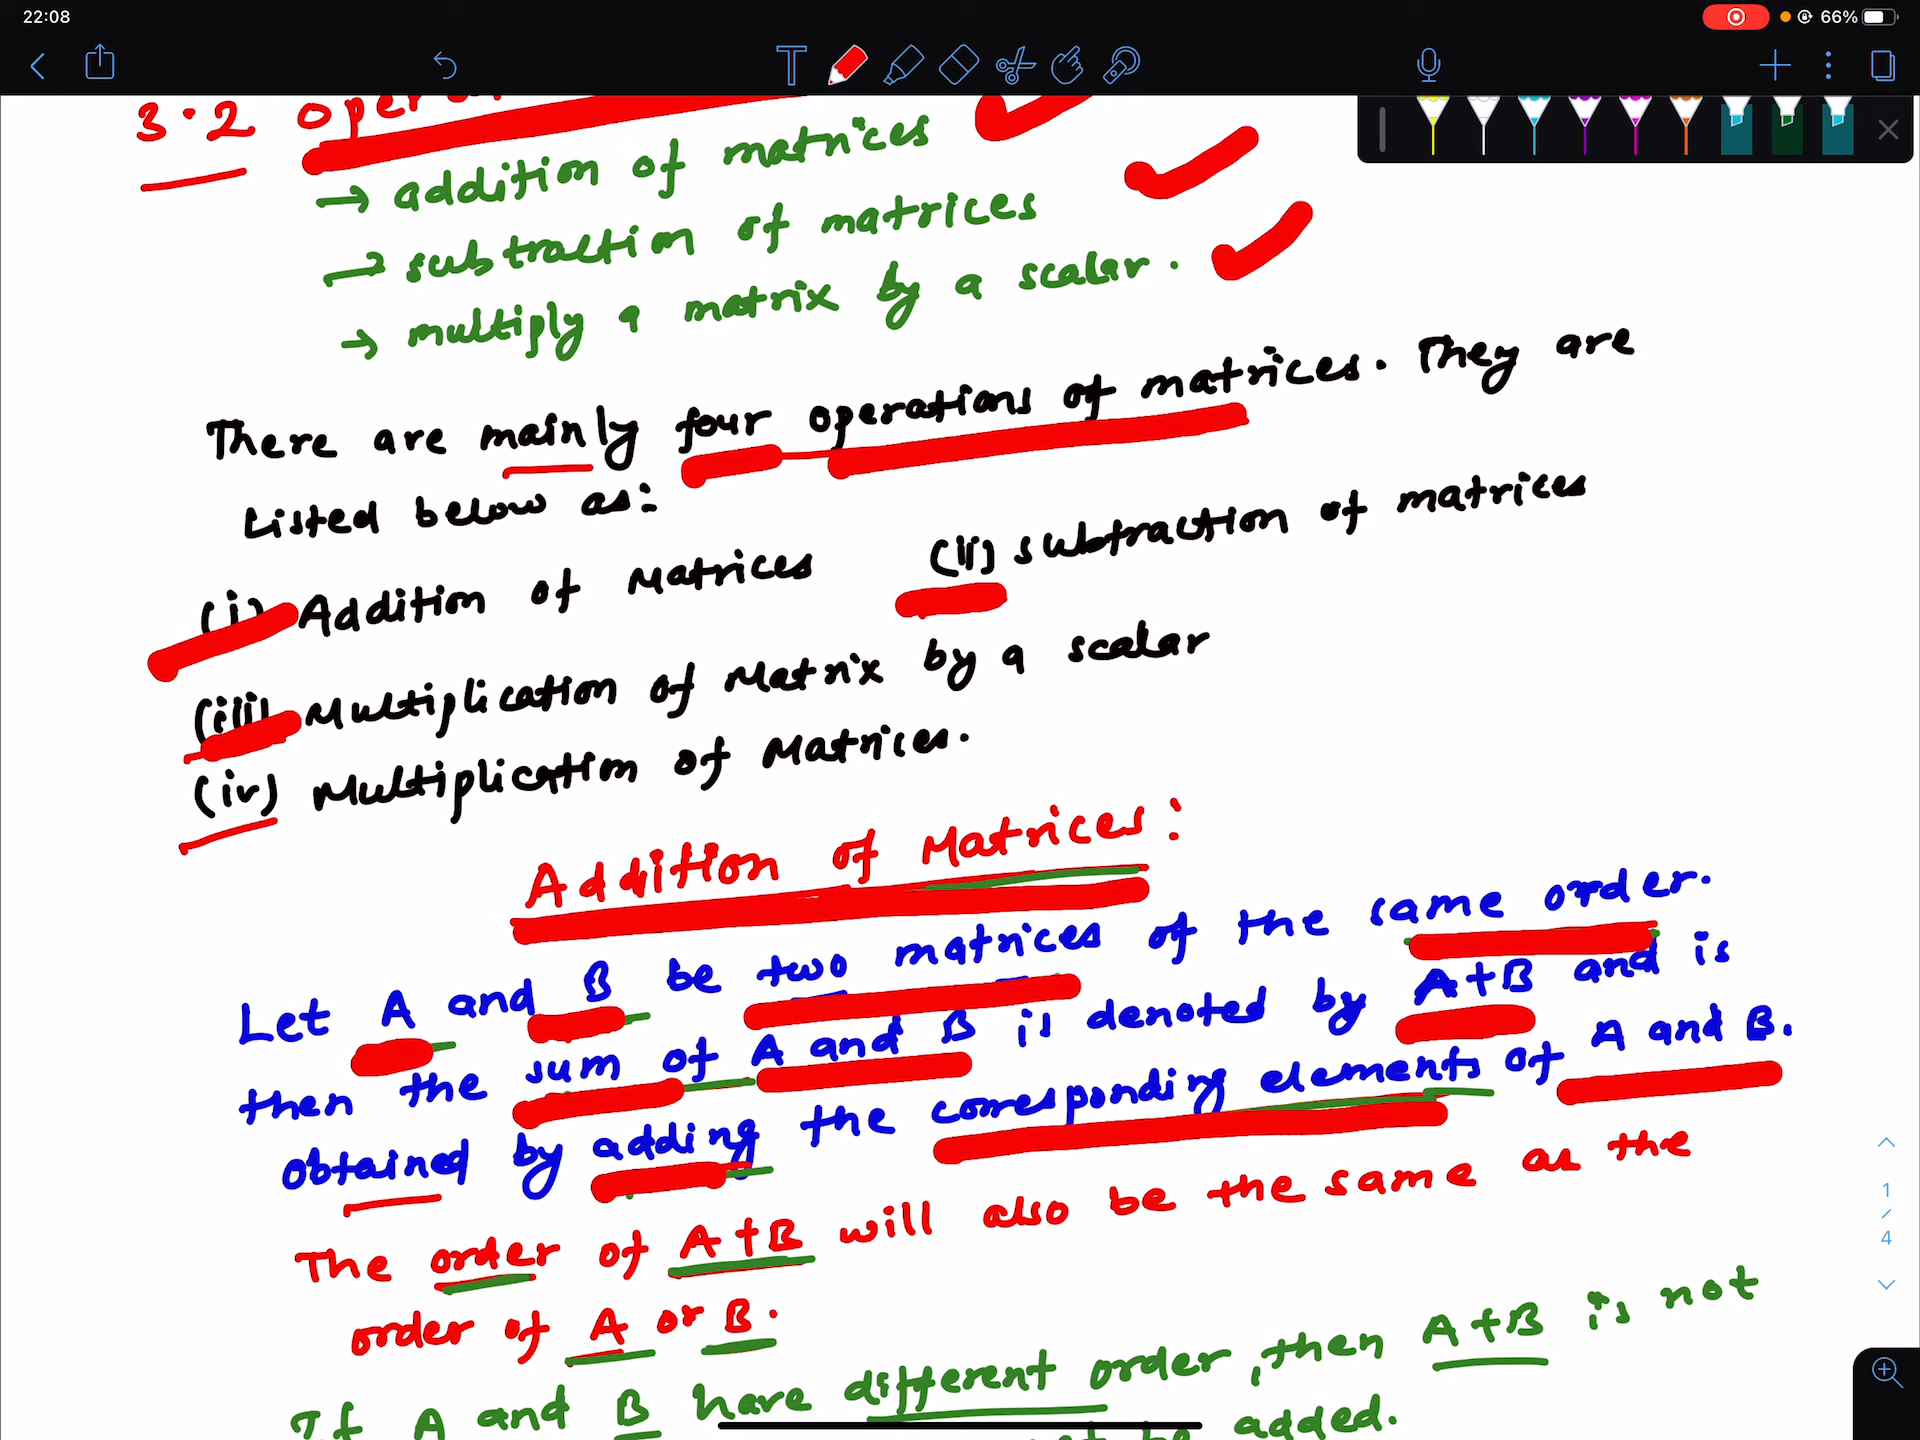 22:08
66%
3.2 Oper
→ addition of matrices
→ subtraction of matrices
→ multiply a matrix by a scalar.
There are mainly four operations of matrices. They are
Listed below as:
(i) Addition of Matrices (ii) subtraction of matrices
(iii) Multiplication of Matrix by a scalar
(iv) Multiplication of Matrices.
Addition of Matrices:
Let A and B be two matrices of the same order.
then the sum of A and B is denoted by A+B and is
obtained by adding the corresponding elements of A and B.
The order of A+B will also be the same as the
order of A or B.
If A and B have different order, then A+B is not
be added.
1
/
4